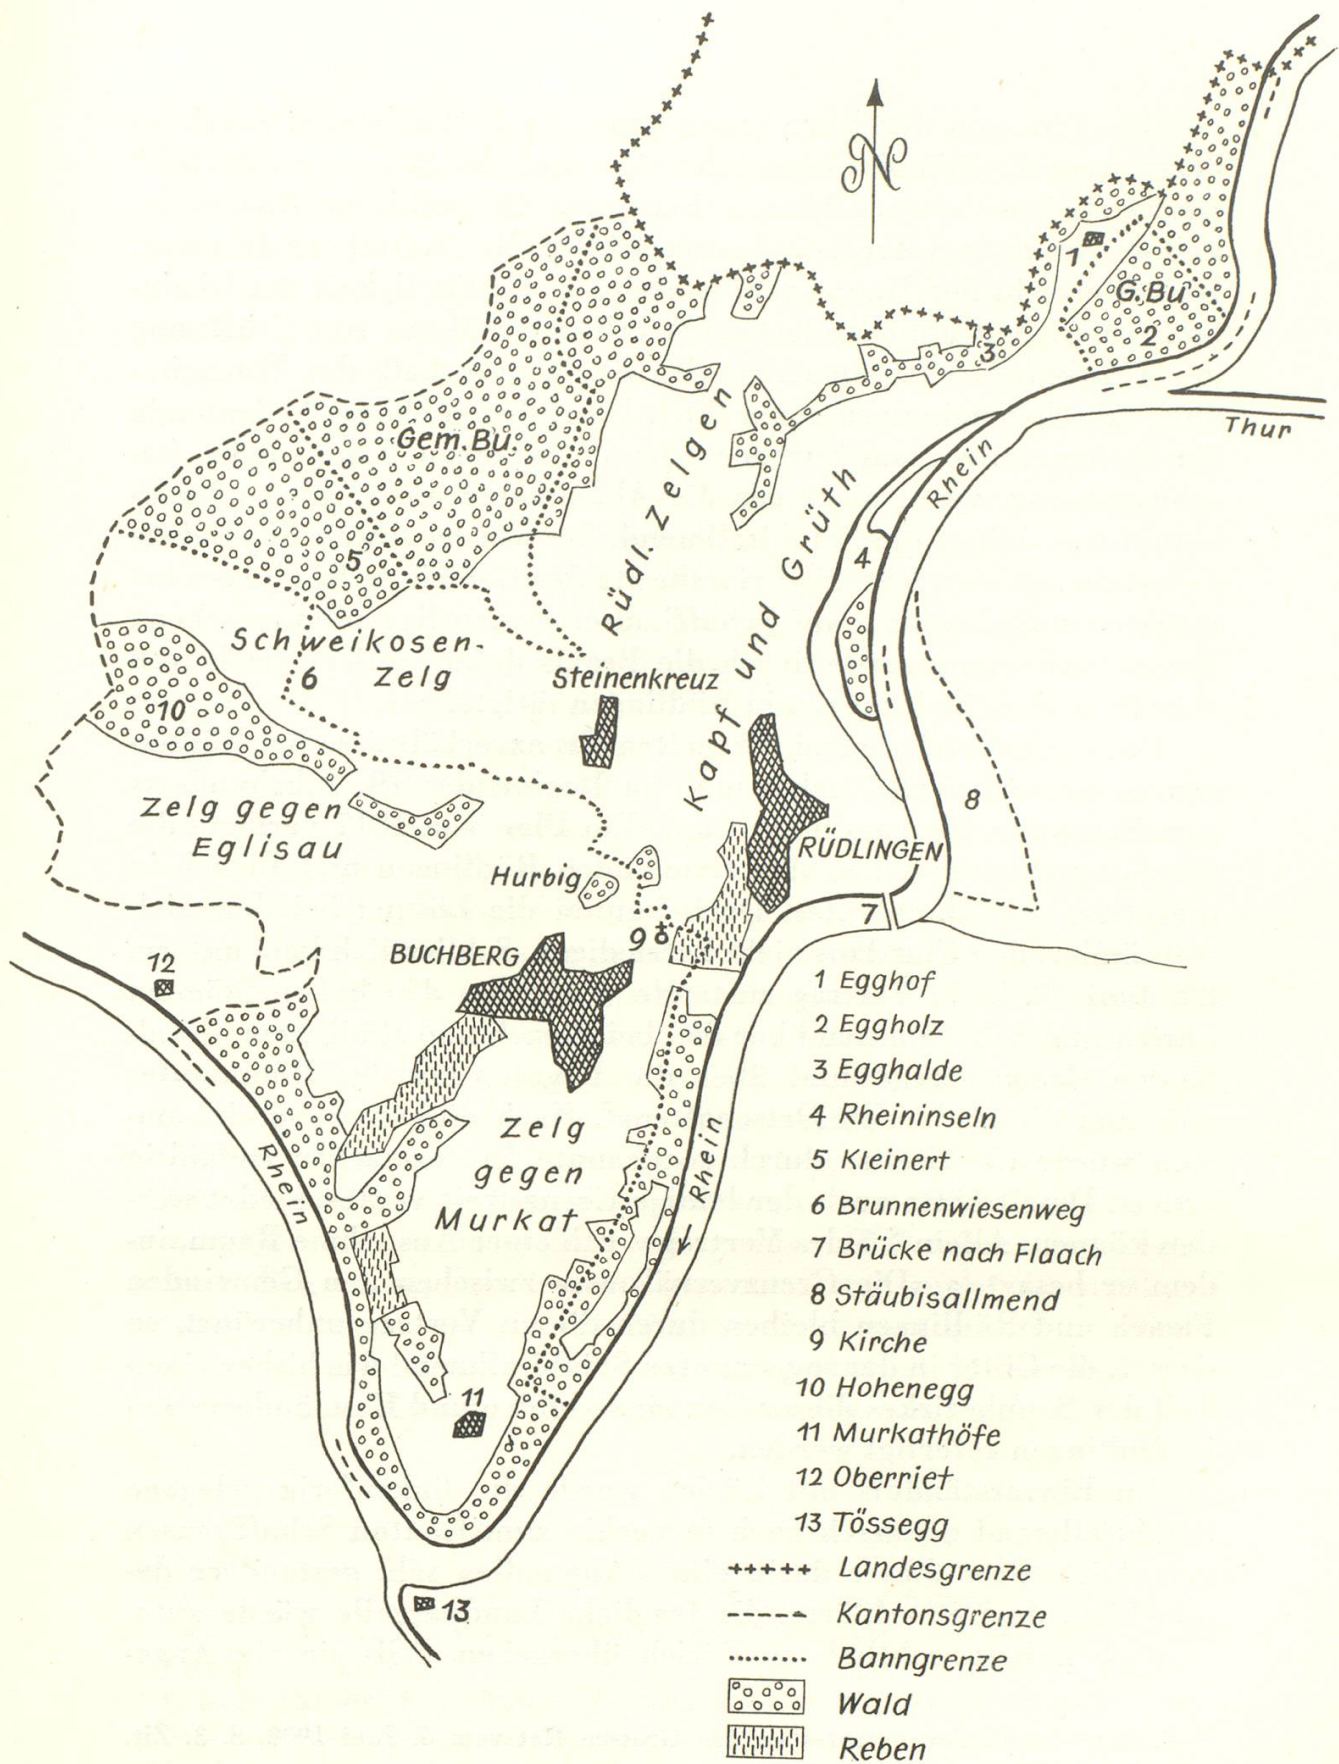 N
1
G.Bu
2
3
Thur
Rhein
Gem.Bu.
Rüdl. Zelgen
Kapf und Grüth
4
5
Schweikosen-
Zelg
6
Steinenkreuz
10
8
Zelg gegen
Eglisau
RÜDLINGEN
Hurbig
7
9
BUCHBERG
12
Zelg
gegen
Murkat
Rhein
Rhein
11
13
1 Egghof
2 Eggholz
3 Egghalde
4 Rheininseln
5 Kleinert
6 Brunnenwiesenweg
7 Brücke nach Flaach
8 Stäubisallmend
9 Kirche
10 Hohenegg
11 Murkathöfe
12 Oberriet
13 Tössegg
Landesgrenze
Kantonsgrenze
Banngrenze
Wald
Reben